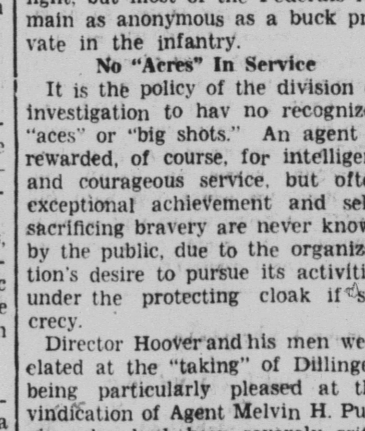 main as anonymous as a buck pr
vate in the infantry.
No "Acres" In Service
It is the policy of the division
investigation to hav no recogniz
"aces" or "big shots." An agent
rewarded, of course, for intellige
and courageous service, but ofte
exceptional achievement and sel
sacrificing bravery are never know
by the public, due to the organiz
tion's desire to pursue its activiti
under the protecting cloak if s
crecy.
Director Hoover and his men we
elated at the "taking" of Dillinge
being particularly pleased at t
vindication of Agent Melvin H. Pu